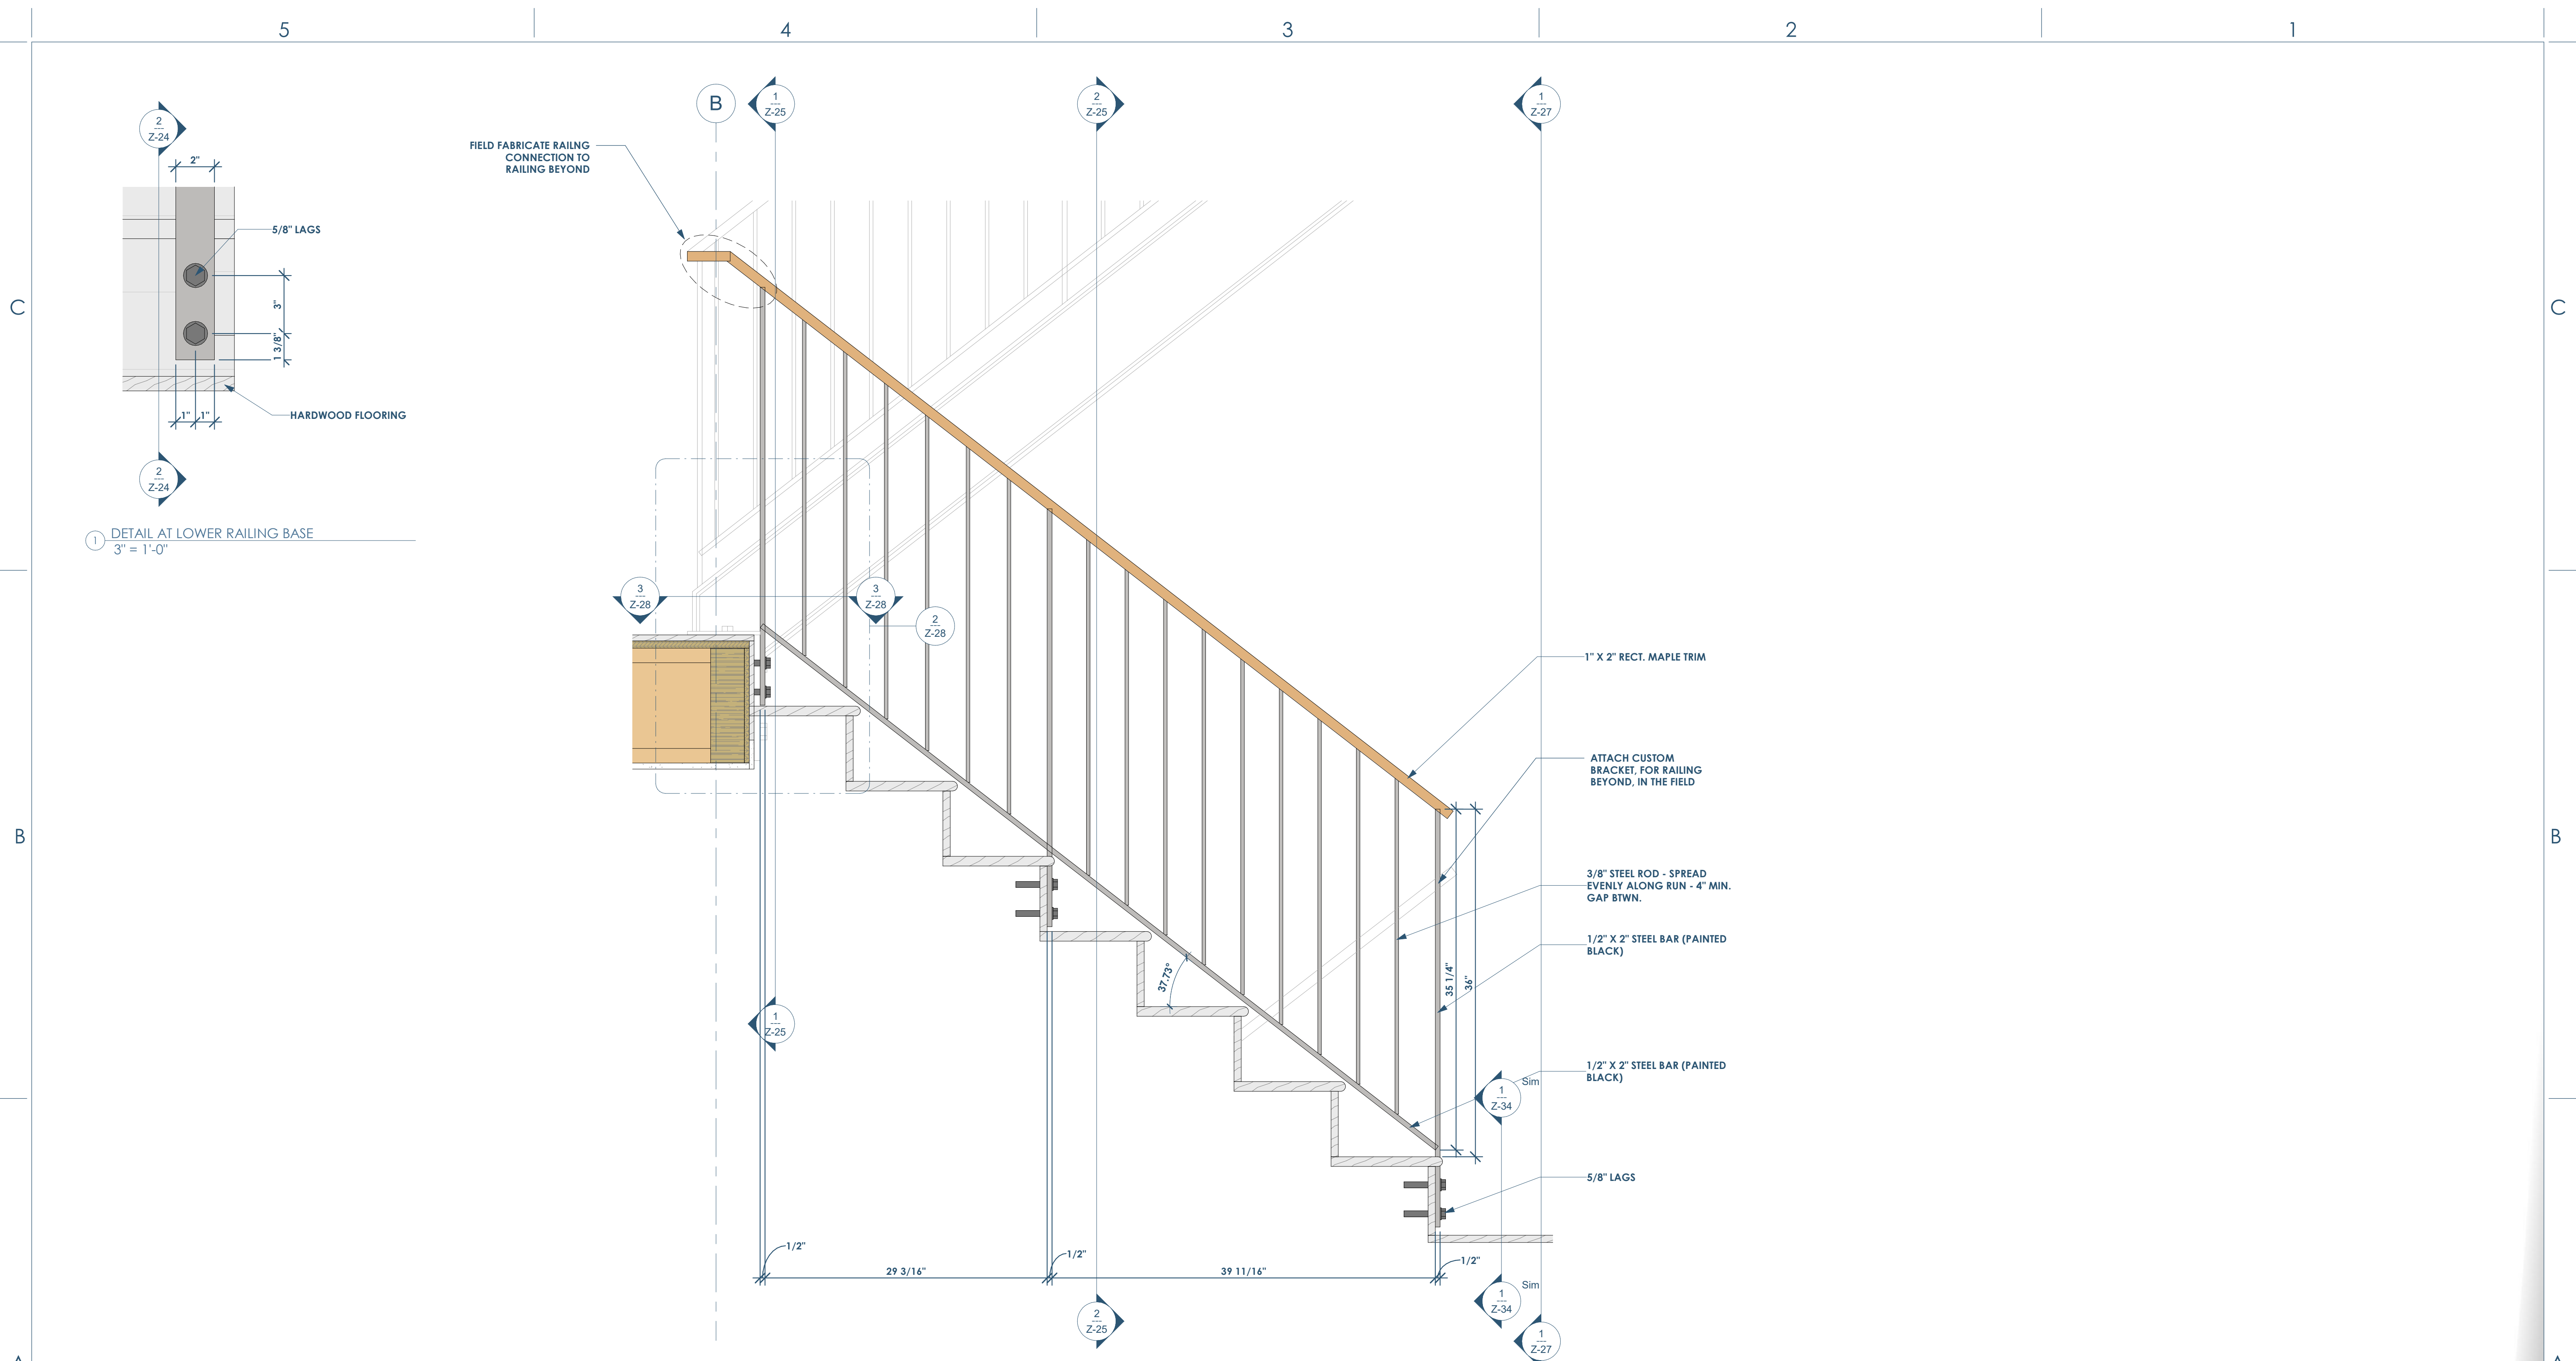 5
4
3
2
1
2
Z-24
B
1
Z-25
2
Z-25
1
Z-27
2"
FIELD FABRICATE RAILNG
CONNECTION TO
RAILING BEYOND
5/8" LAGS
C
C
3"
1 3/8"
1"
1"
HARDWOOD FLOORING
2
Z-24
1
DETAIL AT LOWER RAILING BASE
3" = 1'-0"
3
Z-28
3
Z-28
2
Z-28
1" X 2" RECT. MAPLE TRIM
ATTACH CUSTOM
BRACKET, FOR RAILING
BEYOND, IN THE FIELD
B
B
3/8" STEEL ROD - SPREAD
EVENLY ALONG RUN - 4" MIN.
GAP BTWN.
1/2" X 2" STEEL BAR (PAINTED
BLACK)
37.73°
35 1/4"
36"
1
Z-25
1/2" X 2" STEEL BAR (PAINTED
BLACK)
Sim
1
Z-34
5/8" LAGS
1/2"
1/2"
1/2"
29 3/16"
39 11/16"
Sim
1
Z-34
2
Z-25
1
Z-27